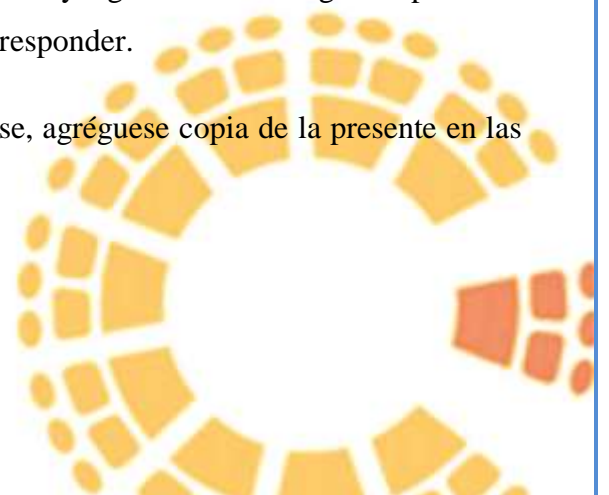 responder.
se, agréguese copia de la presente en las